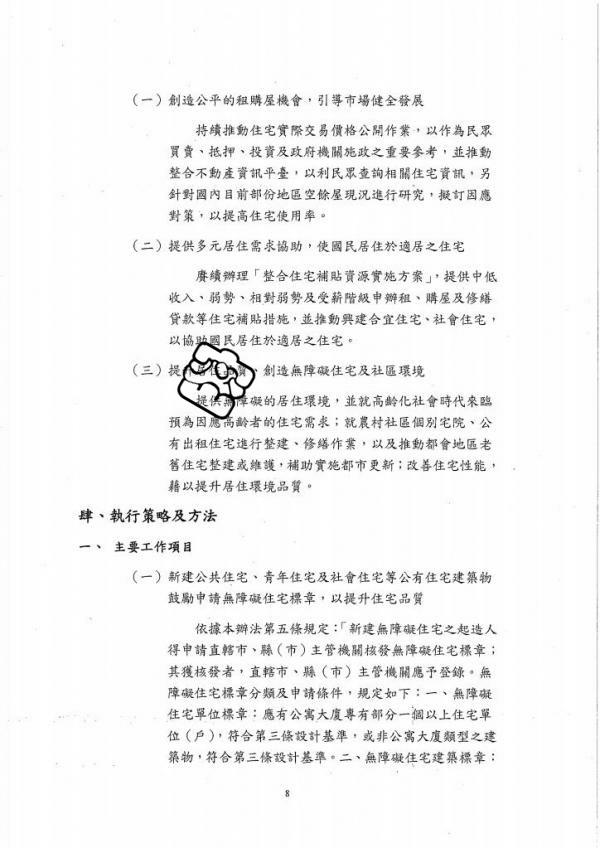 （一）創造公平的租購屋機會，引導市場健全發展
持續推動住宅實際交易價格公開作業，以作為民眾
買賣、抵押、投資及政府機關施政之重要參考，並推動
整合不動產資訊平臺，以利民眾查詢相關住宅資訊，另
針對國內目前部份地區空餘屋現況進行研究，擬訂因應
對策，以提高住宅使用率。
（二）提供多元居住需求協助，使國民居住於適居之住宅
賡續辦理「整合住宅補貼資源實施方案」，提供中低
收入、弱勢、相對弱勢及受薪階級申辦租、購屋及修繕
貸款等住宅補貼措施，並推動興建合宜住宅、社會住宅，
以協助國民居住於適居之住宅。
（三）提升居住品質、創造無障礙住宅及社區環境
提供無障礙的居住環境，並就高齡化社會時代來臨
預為因應高齡者的住宅需求；就農村社區個別宅院、公
有出租住宅進行整建、修繕作業，以及推動都會地區老
舊住宅整建或維護，補助實施都市更新；改善住宅性能，
藉以提升居住環境品質。
肆、執行策略及方法
一、 主要工作項目
（一）新建公共住宅、青年住宅及社會住宅等公有住宅建築物
鼓勵申請無障礙住宅標章，以提升住宅品質
依據本辦法第五條規定：「新建無障礙住宅之起造人
得申請直轄市、縣（市）主管機關核發無障礙住宅標章；
其獲核發者，直轄市、縣（市）主管機關應予登錄。無
障礙住宅標章分類及申請條件，規定如下：一、無障礙
住宅單位標章：應有公寓大廈專有部分一個以上住宅單
位（戶），符合第三條設計基準，或非公寓大廈類型之建
築物，符合第三條設計基準。二、無障礙住宅建築標章：
8